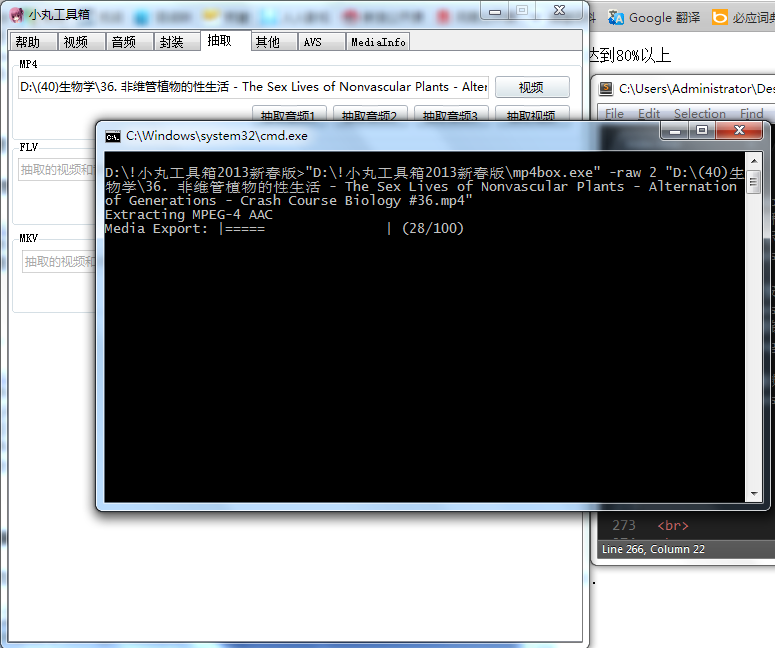 小丸工具箱
Google 翻译
必应词典
帮助 视频 音频 封装 抽取 其他 AVS MediaInfo
达到80%以上
MP4
D:\(40)生物学\36. 非维管植物的性生活 - The Sex Lives of Nonvascular Plants - Alter
视频
C:\Users\Administrator\Des
抽取音频1 抽取音频2 抽取音频3 抽取视频
File Edit Selection Find
C:\Windows\system32\cmd.exe
FLV
抽取的视频和
D:\!小丸工具箱2013新春版>"D:\!小丸工具箱2013新春版\mp4box.exe" -raw 2 "D:\(40)生
物学\36. 非维管植物的性生活 - The Sex Lives of Nonvascular Plants - Alternation
of Generations - Crash Course Biology #36.mp4"
Extracting MPEG-4 AAC
Media Export: |===== | (28/100)
MKV
抽取的视频和
273 <br>
Line 266, Column 22